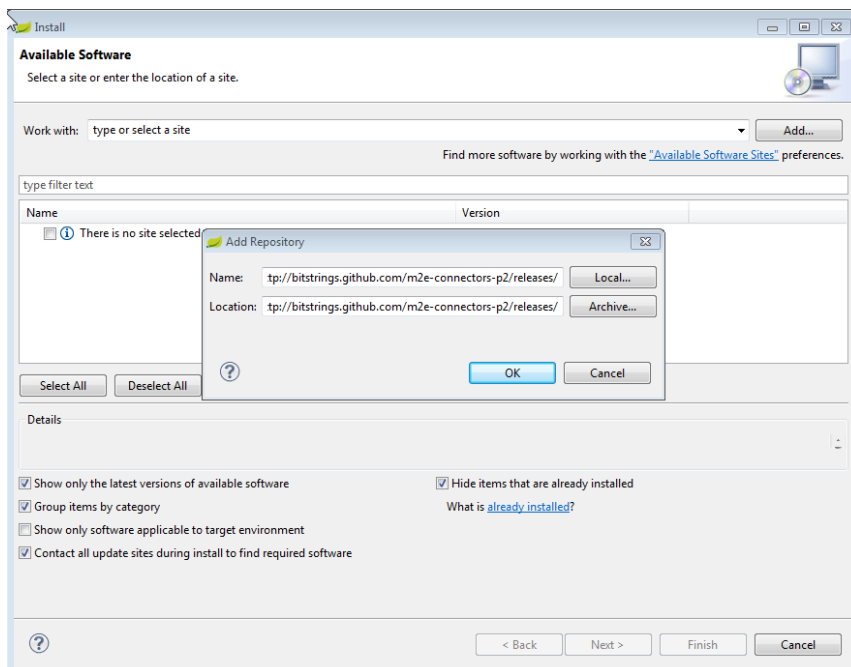 Install
Available Software
Select a site or enter the location of a site.
Work with: type or select a site Add...
Find more software by working with the "Available Software Sites" preferences.
type filter text
Name Version
There is no site selected
Add Repository
Name: tp://bitstrings.github.com/m2e-connectors-p2/releases/ Local...
Location: tp://bitstrings.github.com/m2e-connectors-p2/releases/ Archive...
? OK Cancel
Select All Deselect All
Details
Show only the latest versions of available software Hide items that are already installed
Group items by category What is already installed?
Show only software applicable to target environment
Contact all update sites during install to find required software
? < Back Next > Finish Cancel